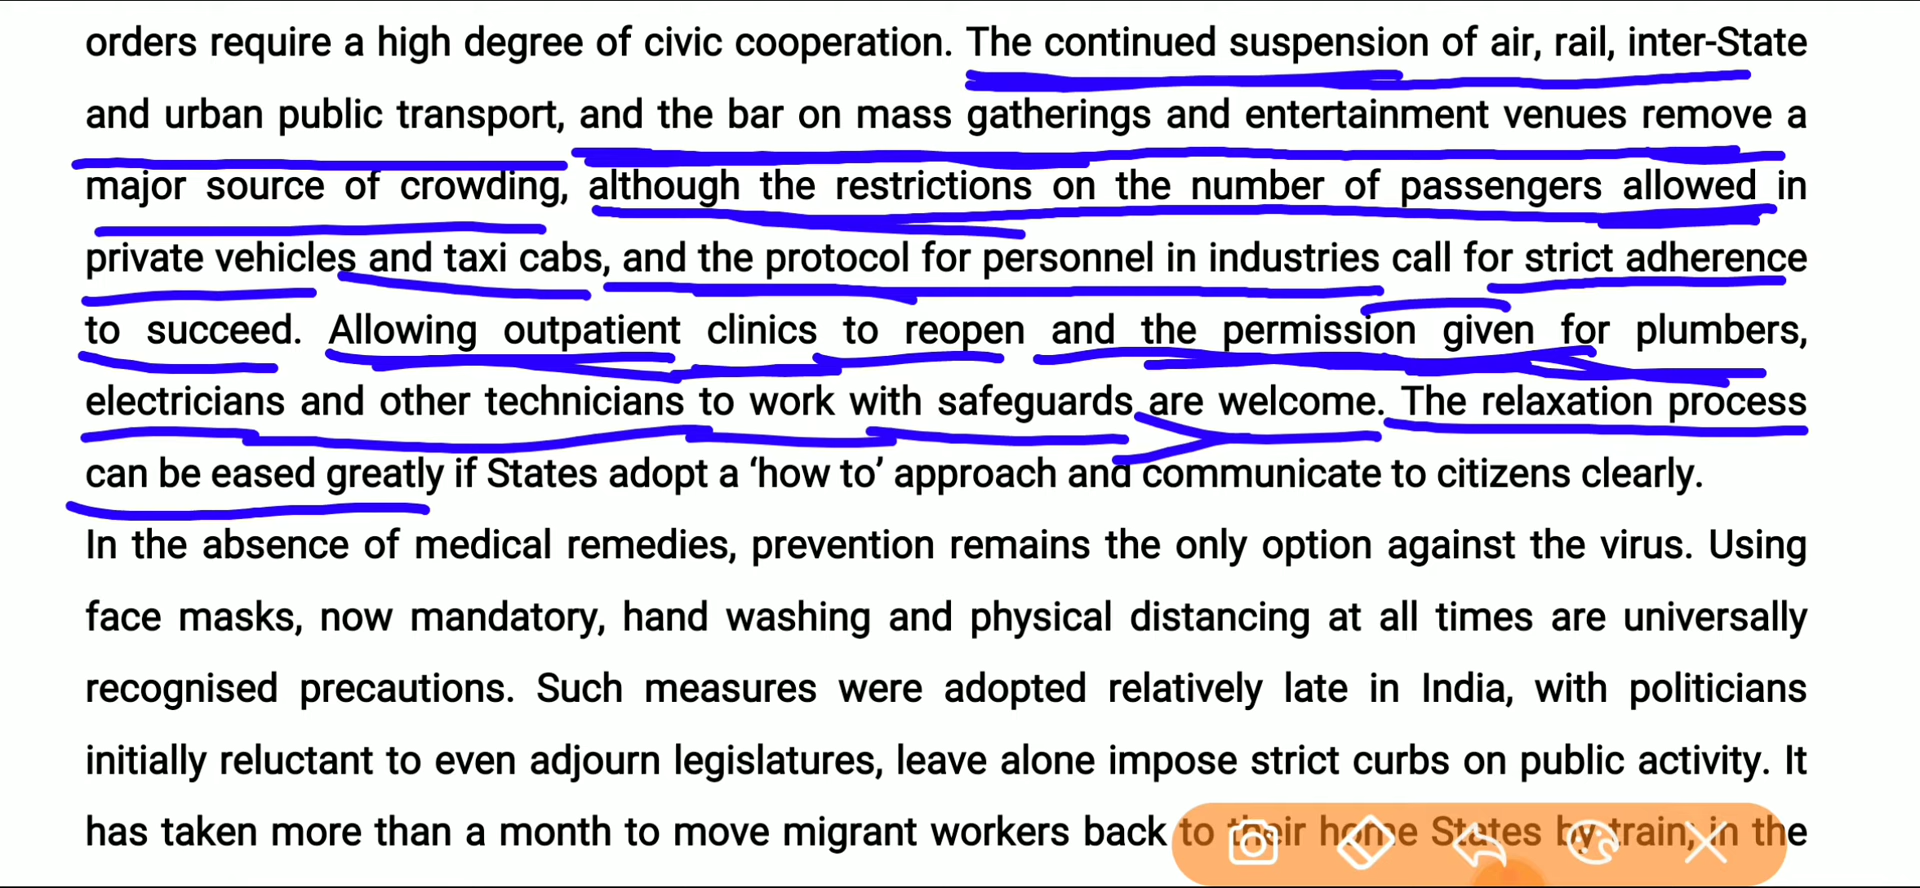 orders require a high degree of civic cooperation. The continued suspension of air, rail, inter-State
and urban public transport, and the bar on mass gatherings and entertainment venues remove a
major source of crowding, although the restrictions on the number of passengers allowed in
private vehicles and taxi cabs, and the protocol for personnel in industries call for strict adherence
to succeed. Allowing outpatient clinics to reopen and the permission given for plumbers,
electricians and other technicians to work with safeguards are welcome. The relaxation process
can be eased greatly if States adopt a ‘how to’ approach and communicate to citizens clearly.
In the absence of medical remedies, prevention remains the only option against the virus. Using
face masks, now mandatory, hand washing and physical distancing at all times are universally
recognised precautions. Such measures were adopted relatively late in India, with politicians
initially reluctant to even adjourn legislatures, leave alone impose strict curbs on public activity. It
has taken more than a month to move migrant workers back to their home States by train, in the